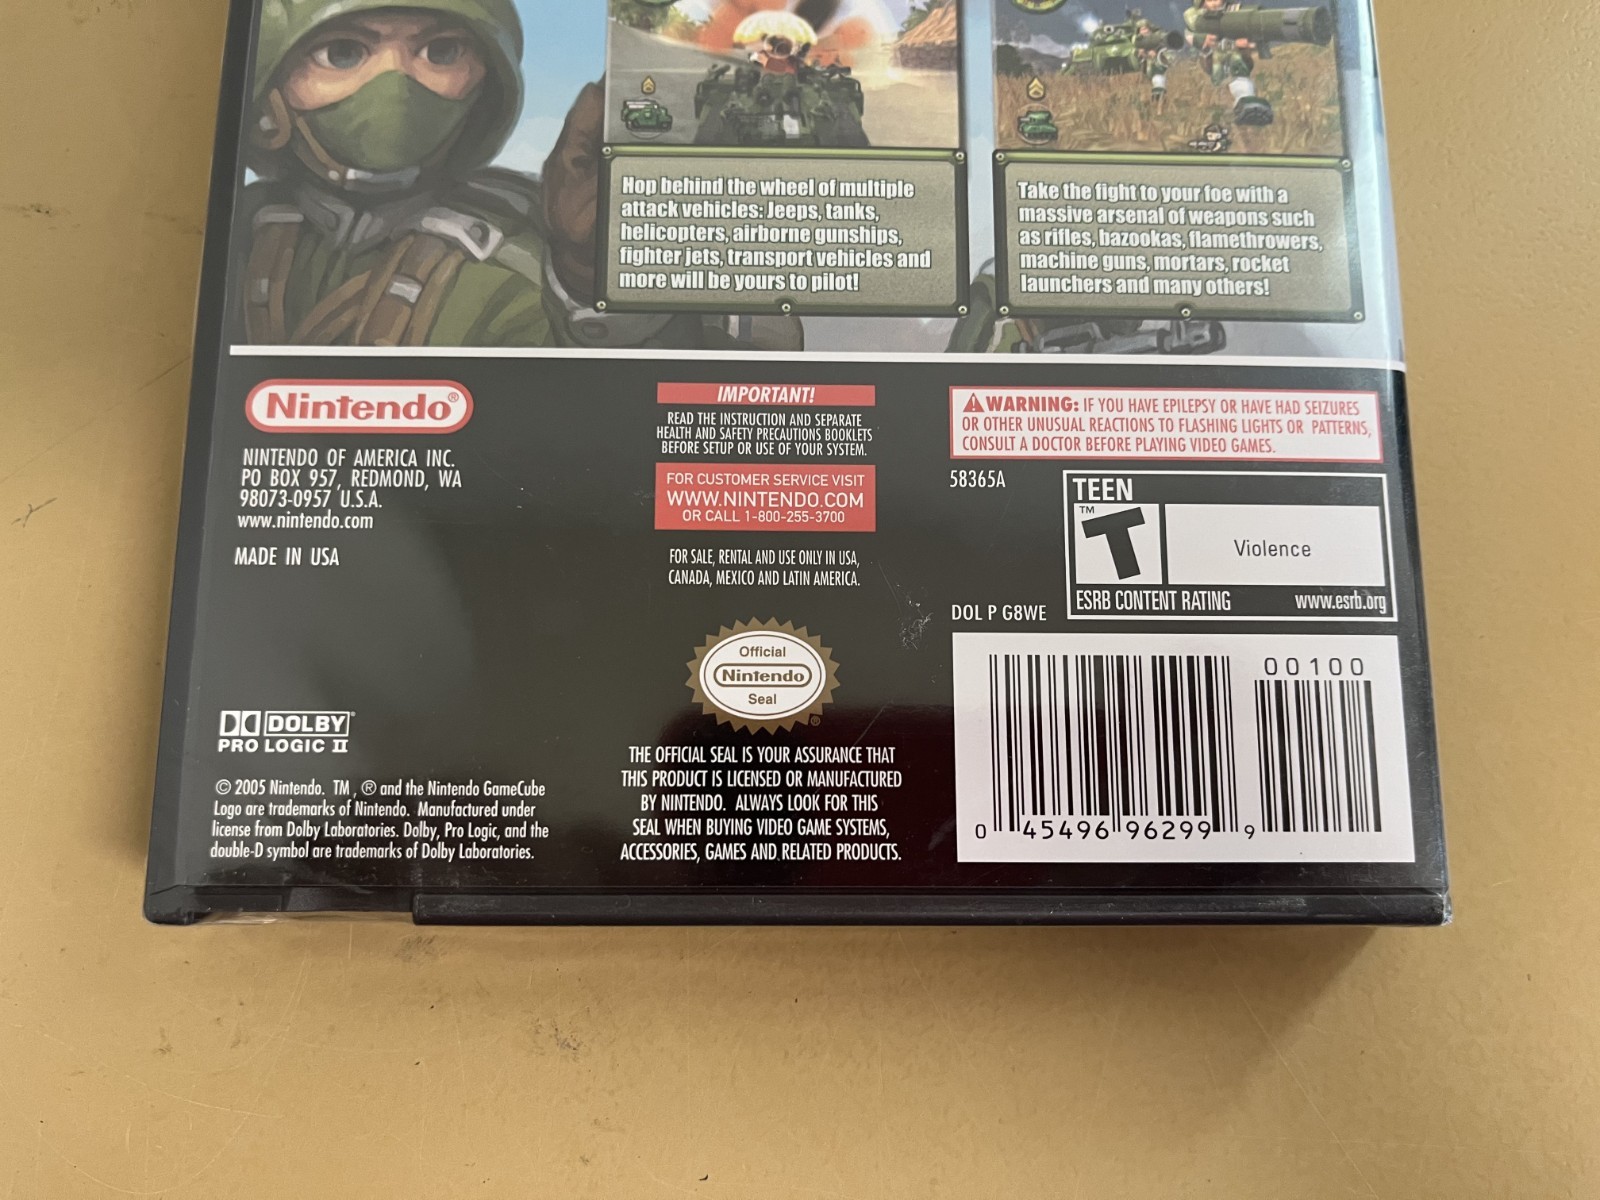 Hop behind the wheel of multiple
attack vehicles: Jeeps, tanks,
helicopters, airborne gunships,
fighter jets, transport vehicles and
more will be yours to pilot!
Take the fight to your foe with a
massive arsenal of weapons such
as rifles, bazookas, flamethrowers,
machine guns, mortars, rocket
launchers and many others!
Nintendo®
NINTENDO OF AMERICA INC.
PO BOX 957, REDMOND, WA
98073-0957 U.S.A.
www.nintendo.com
MADE IN USA
DOLBY
PRO LOGIC II
© 2005 Nintendo. TM, ® and the Nintendo GameCube
Logo are trademarks of Nintendo. Manufactured under
license from Dolby Laboratories. Dolby, Pro Logic, and the
double-D symbol are trademarks of Dolby Laboratories.
IMPORTANT!
READ THE INSTRUCTION AND SEPARATE
HEALTH AND SAFETY PRECAUTIONS BOOKLETS
BEFORE SETUP OR USE OF YOUR SYSTEM.
FOR CUSTOMER SERVICE VISIT
WWW.NINTENDO.COM
OR CALL 1-800-255-3700
FOR SALE, RENTAL AND USE ONLY IN USA,
CANADA, MEXICO AND LATIN AMERICA.
Official
Nintendo
Seal
®
THE OFFICIAL SEAL IS YOUR ASSURANCE THAT
THIS PRODUCT IS LICENSED OR MANUFACTURED
BY NINTENDO. ALWAYS LOOK FOR THIS
SEAL WHEN BUYING VIDEO GAME SYSTEMS,
ACCESSORIES, GAMES AND RELATED PRODUCTS.
WARNING: IF YOU HAVE EPILEPSY OR HAVE HAD SEIZURES
OR OTHER UNUSUAL REACTIONS TO FLASHING LIGHTS OR PATTERNS,
CONSULT A DOCTOR BEFORE PLAYING VIDEO GAMES.
58365A
TEEN
TM
T
Violence
ESRB CONTENT RATING www.esrb.org
DOL P G8WE
00100
0 45496 96299 9